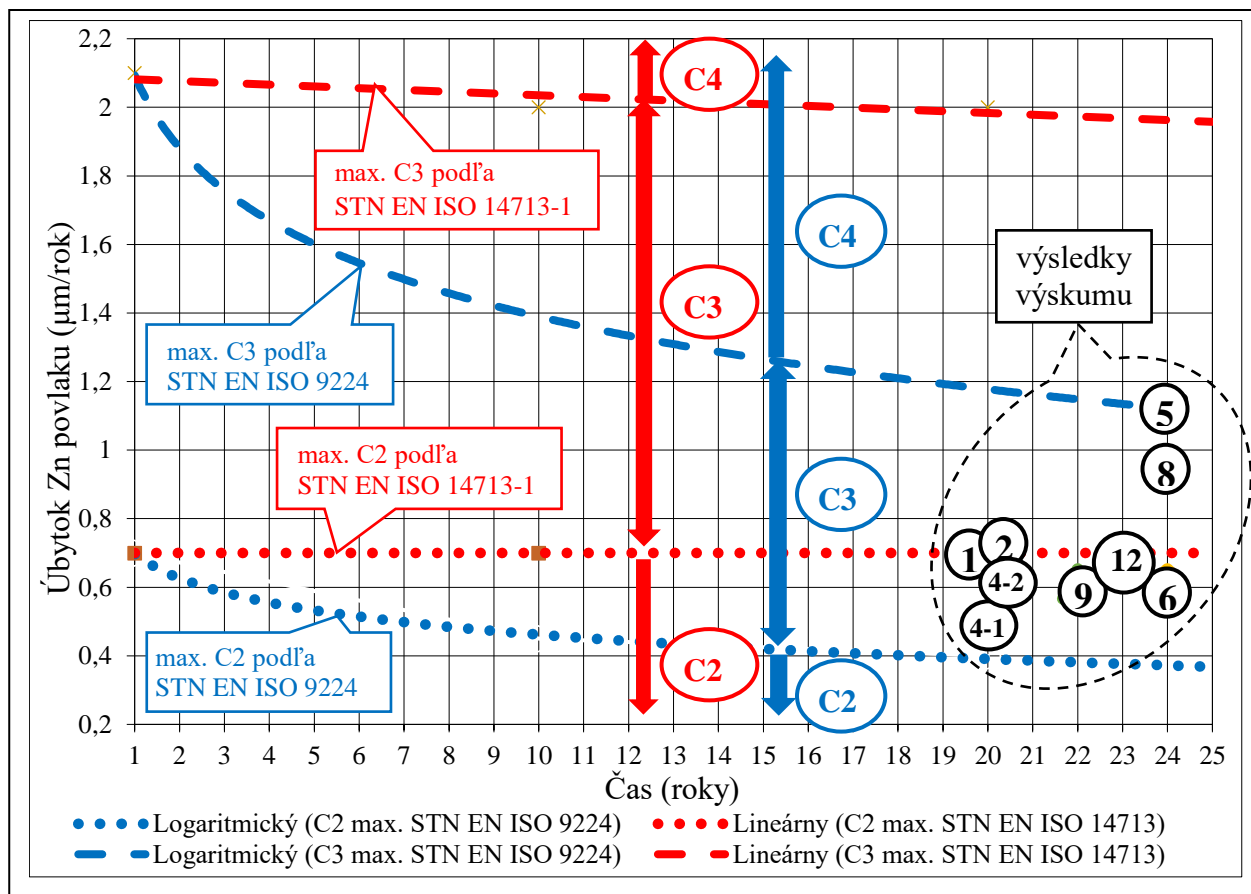 Úbytok Zn povlaku (μm/rok)
2,2
2
1,8
1,6
1,4
1,2
1
0,8
0,6
0,4
0,2
C4
max. C3 podľa
STN EN ISO 14713-1
C4
výsledky
výskumu
C3
max. C3 podľa
STN EN ISO 9224
5
max. C2 podľa
STN EN ISO 14713-1
8
C3
1
2
12
4-2
9
6
4-1
max. C2 podľa
STN EN ISO 9224
C2
C2
1 2 3 4 5 6 7 8 9 10 11 12 13 14 15 16 17 18 19 20 21 22 23 24 25
Čas (roky)
Logaritmický (C2 max. STN EN ISO 9224)
Lineárny (C2 max. STN EN ISO 14713)
Logaritmický (C3 max. STN EN ISO 9224)
Lineárny (C3 max. STN EN ISO 14713)